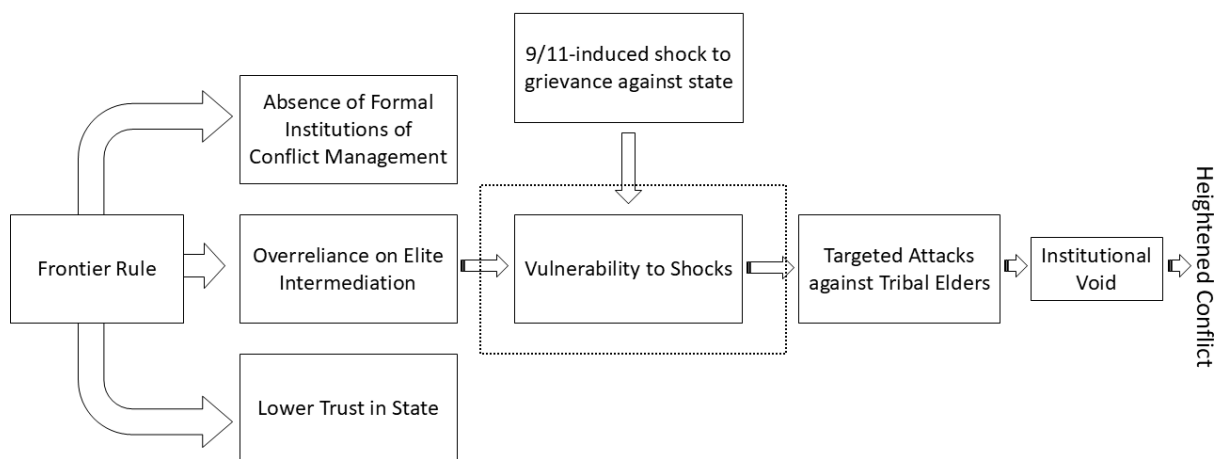 9/11-induced shock to
grievance against state
Absence of Formal
Institutions of
Conflict Management
Frontier Rule
Overreliance on Elite
Intermediation
Vulnerability to Shocks
Targeted Attacks
against Tribal Elders
Institutional
Void
Heightened Conflict
Lower Trust in State